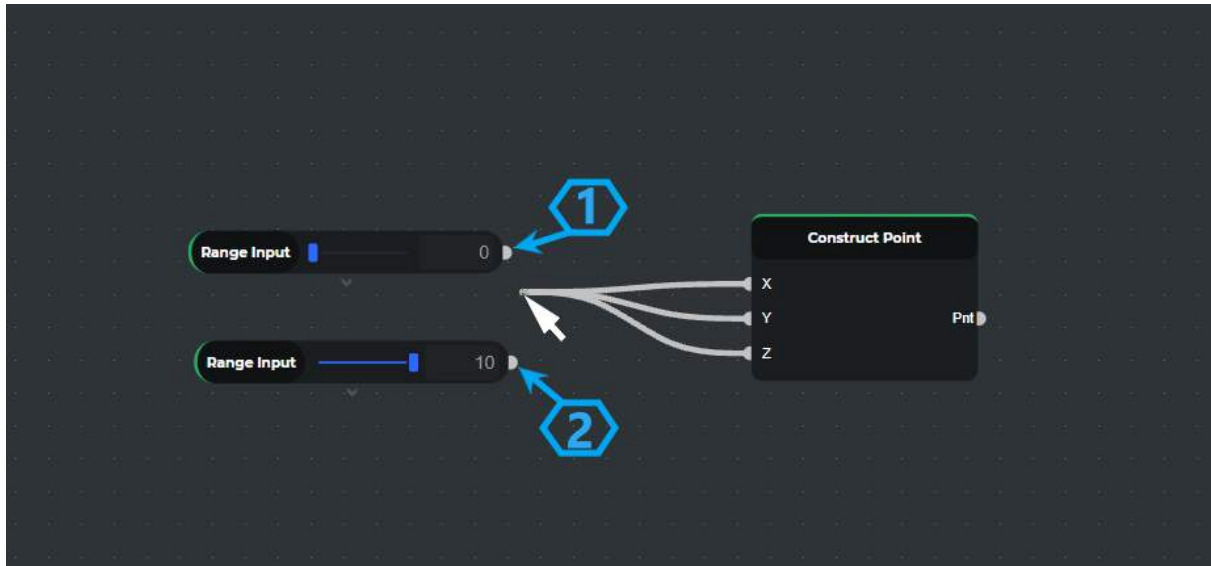 1
Construct Point
Range Input 0
X
Y Pnt
Z
Range Input 10
2